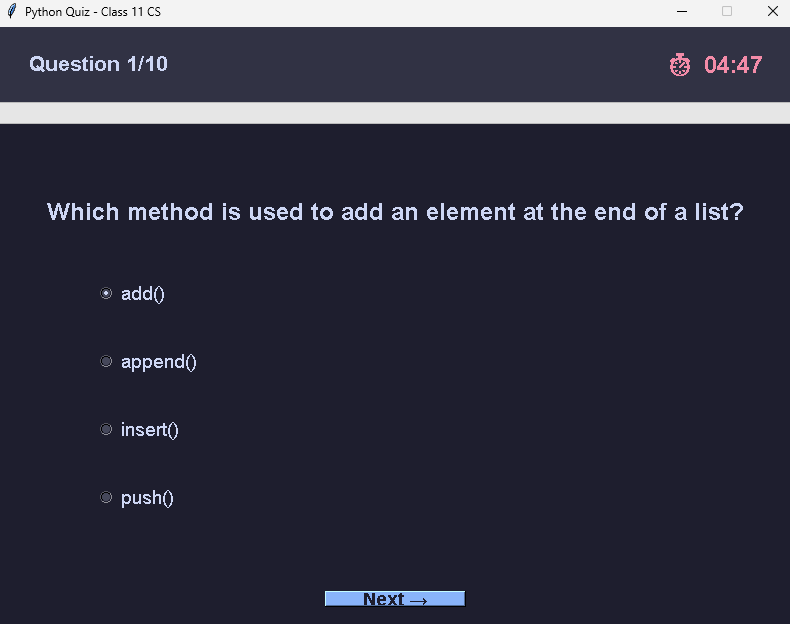 Python Quiz - Class 11 CS
Question 1/10
04:47
Which method is used to add an element at the end of a list?
add()
append()
insert()
push()
Next →